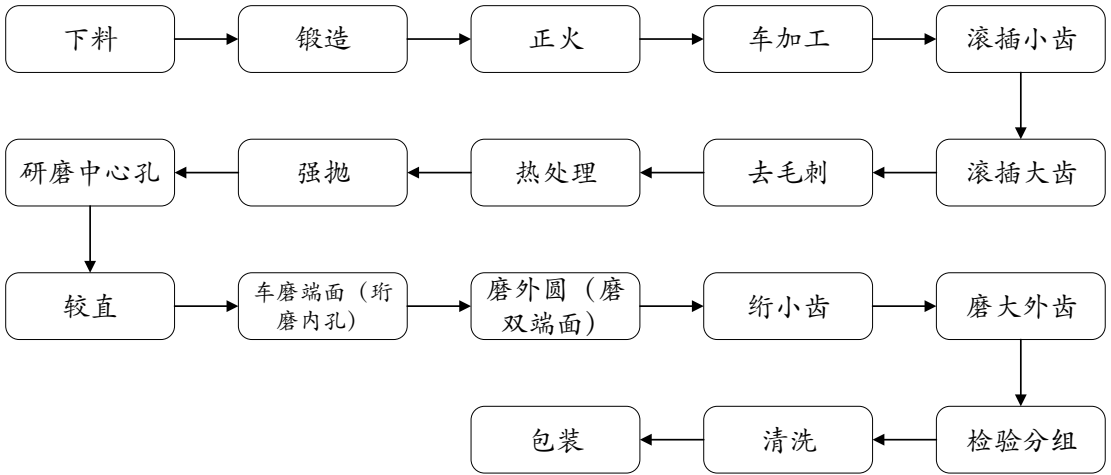 下料
锻造
正火
车加工
滚插小齿
滚插大齿
去毛刺
热处理
强抛
研磨中心孔
较直
车磨端面（珩
磨内孔）
磨外圆（磨
双端面）
绗小齿
磨大外齿
检验分组
清洗
包装